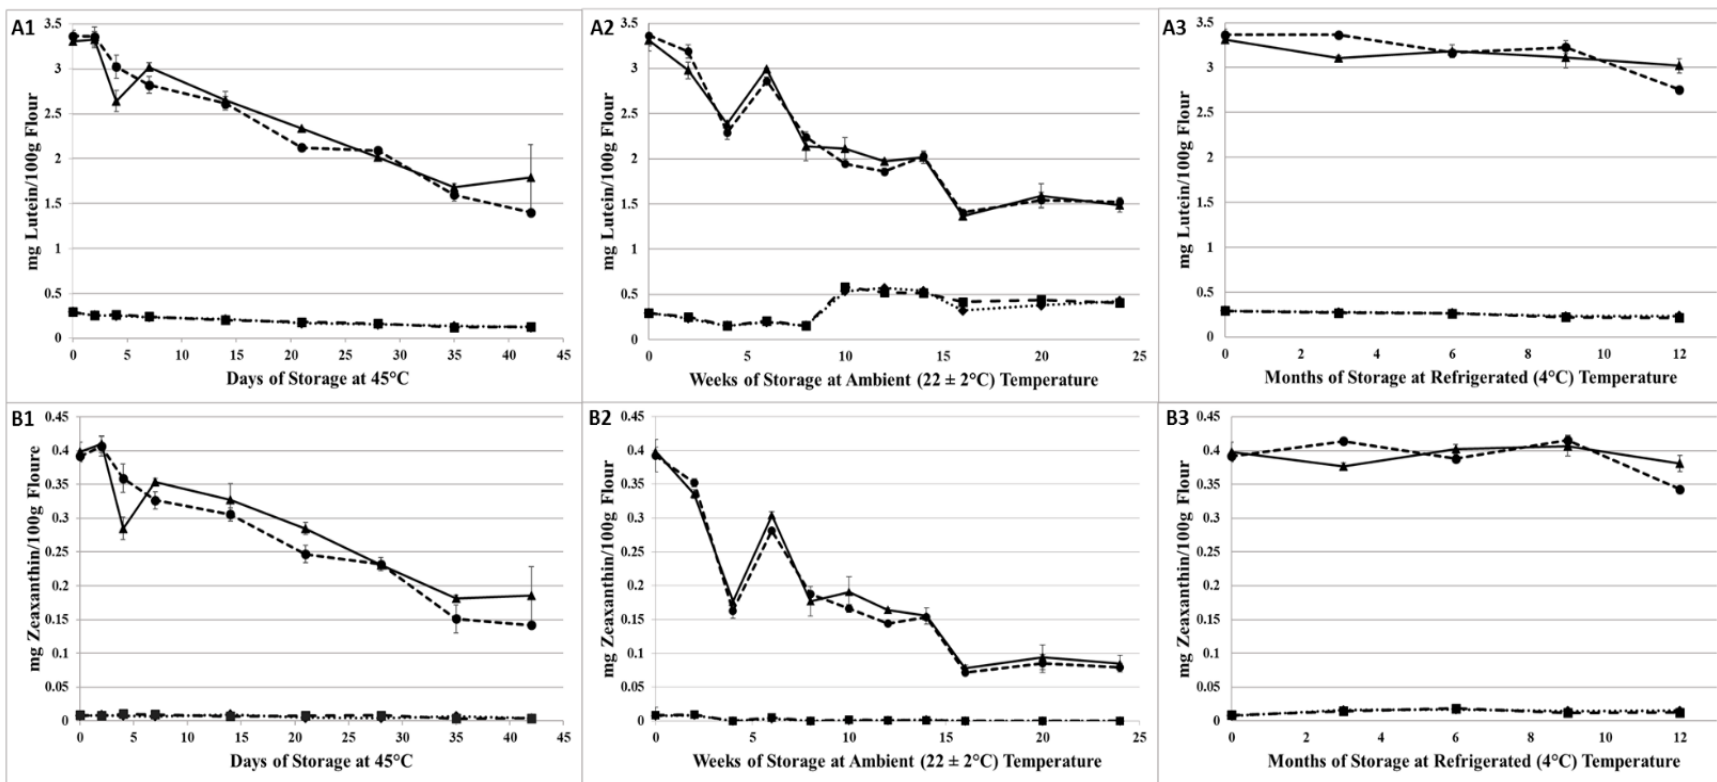 A1
3.5
3
2.5
2
1.5
1
0.5
0
mg Lutein/100g Flour
0 5 10 15 20 25 30 35 40 45
Days of Storage at 45°C
A2
3.5
3
2.5
2
1.5
1
0.5
0
mg Lutein/100g Flour
0 5 10 15 20 25
Weeks of Storage at Ambient (22 ± 2°C) Temperature
A3
3.5
3
2.5
2
1.5
1
0.5
0
mg Lutein/100g Flour
0 2 4 6 8 10 12
Months of Storage at Refrigerated (4°C) Temperature
B1
0.45
0.4
0.35
0.3
0.25
0.2
0.15
0.1
0.05
0
mg Zeaxanthin/100g Floure
0 5 10 15 20 25 30 35 40 45
Days of Storage at 45°C
B2
0.45
0.4
0.35
0.3
0.25
0.2
0.15
0.1
0.05
0
mg Zeaxanthin/100g Flour
0 5 10 15 20 25
Weeks of Storage at Ambient (22 ± 2°C) Temperature
B3
0.45
0.4
0.35
0.3
0.25
0.2
0.15
0.1
0.05
0
mg Zeaxanthin/100g Flour
0 2 4 6 8 10 12
Months of Storage at Refrigerated (4°C) Temperature